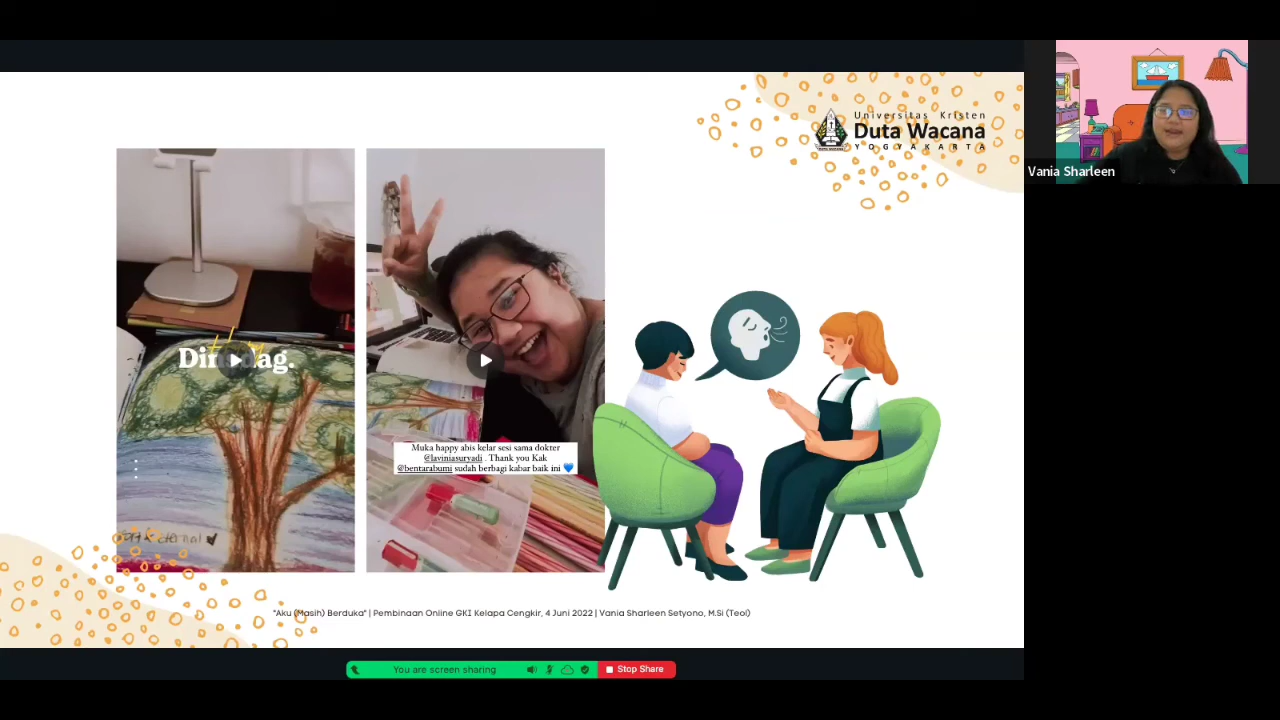 Universitas Kristen
Duta Wacana
YOGYAKARTA
Vania Sharleen
Muka happy abis kelar sesi sama dokter
@laviniasuryadi . Thank you Kak
@bentarabumi sudah berbagi kabar baik ini 💙
"Aku (Masih) Berduka" | Pembinaan Online GKI Kelapa Cengkir, 4 Juni 2022 | Vania Sharleen Setyono, M.Si (Teol)
You are screen sharing
Stop Share